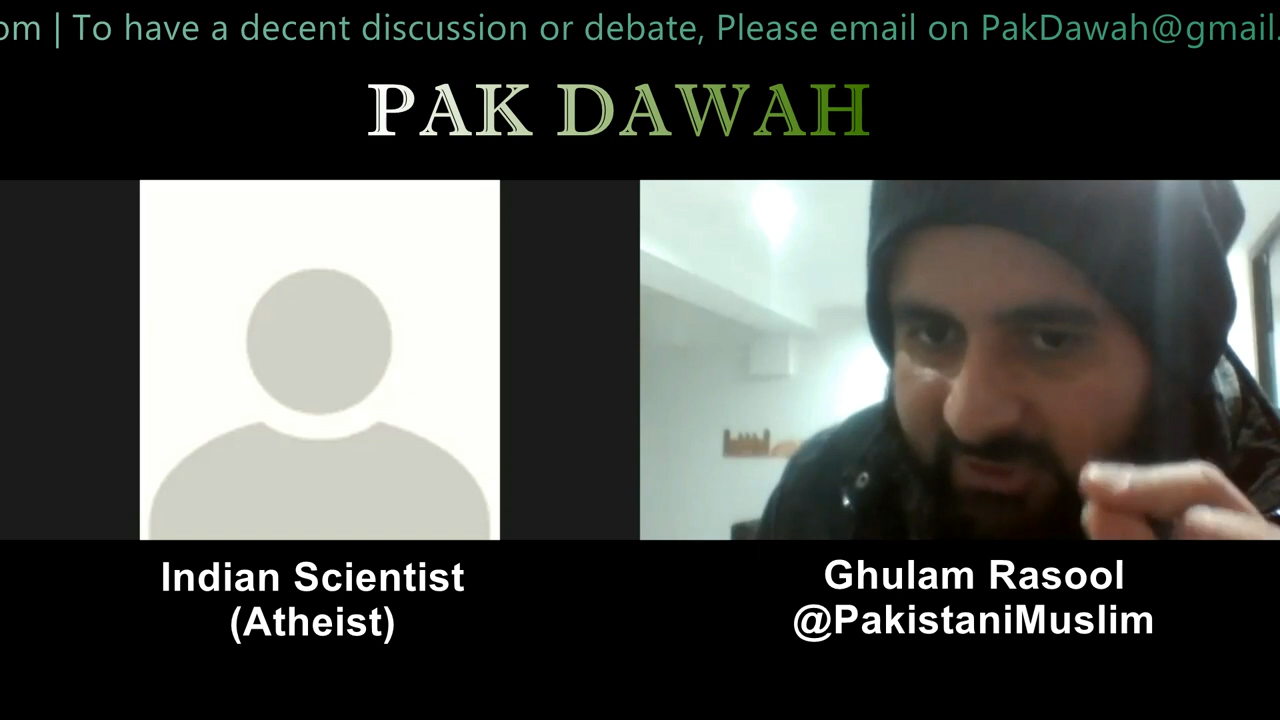 om | To have a decent discussion or debate, Please email on PakDawah@gmail.
PAK DAWAH
Indian Scientist
(Atheist)
Ghulam Rasool
@PakistaniMuslim